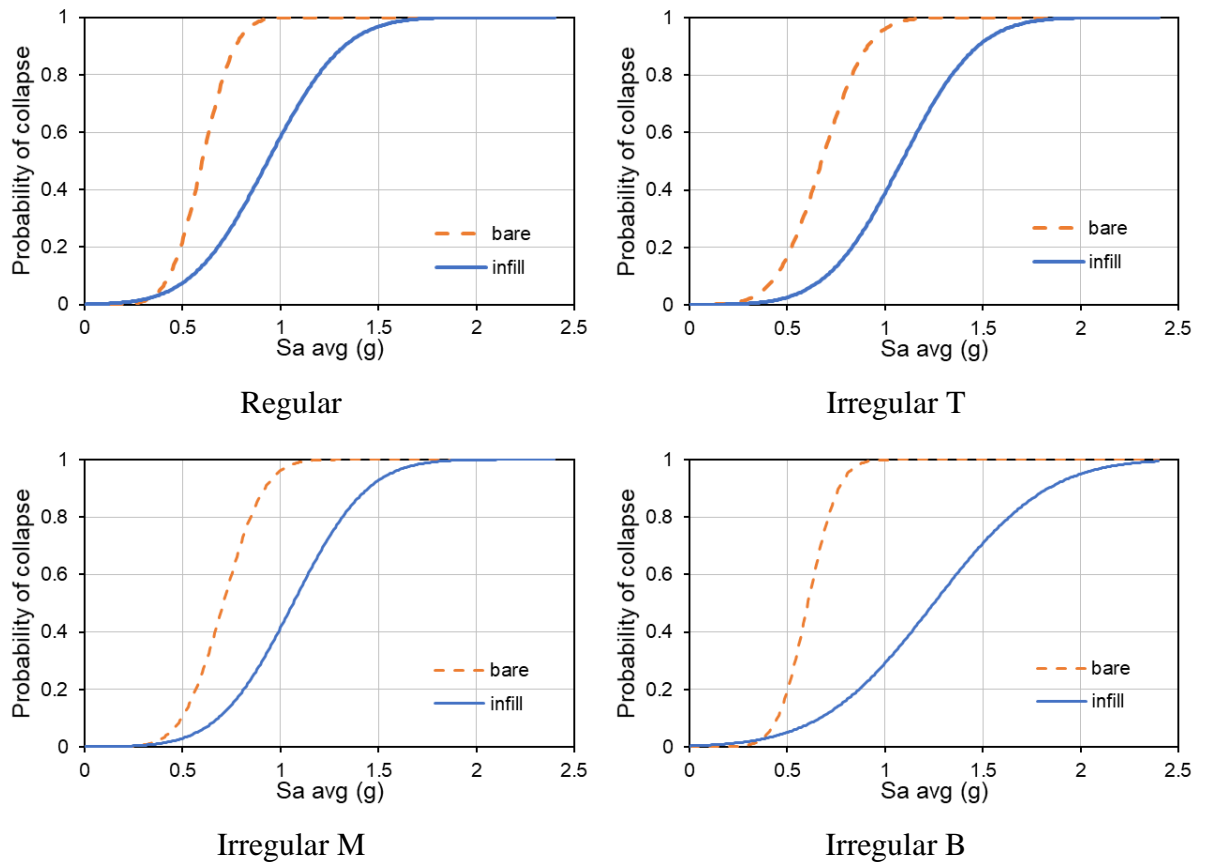 Probability of collapse
1
0.8
0.6
0.4
0.2
0
bare
infill
0 0.5 1 1.5 2 2.5
Sa avg (g)
Regular
Probability of collapse
1
0.8
0.6
0.4
0.2
0
bare
infill
0 0.5 1 1.5 2 2.5
Sa avg (g)
Irregular T
Probability of collapse
1
0.8
0.6
0.4
0.2
0
bare
infill
0 0.5 1 1.5 2 2.5
Sa avg (g)
Irregular M
Probability of collapse
1
0.8
0.6
0.4
0.2
0
bare
infill
0 0.5 1 1.5 2 2.5
Sa avg (g)
Irregular B